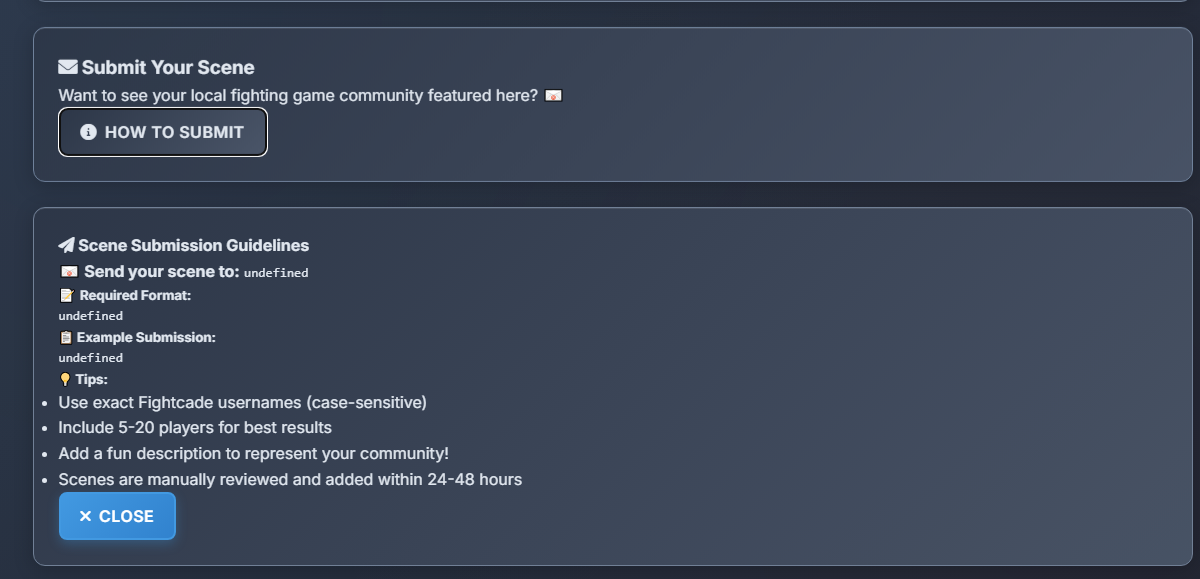 Submit Your Scene
Want to see your local fighting game community featured here?
HOW TO SUBMIT
Scene Submission Guidelines
Send your scene to: undefined
Required Format:
undefined
Example Submission:
undefined
Tips:
Use exact Fightcade usernames (case-sensitive)
Include 5-20 players for best results
Add a fun description to represent your community!
Scenes are manually reviewed and added within 24-48 hours
× CLOSE